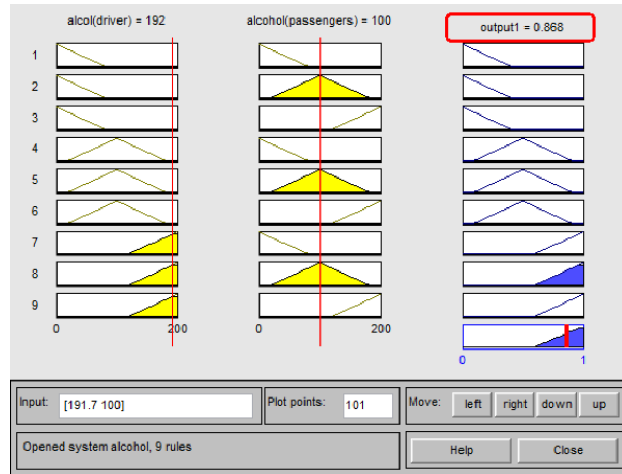 alcol(driver) = 192
alcohol(passengers) = 100
output1 = 0.868
1
2
3
4
5
6
7
8
9
0
200
0
200
0
1
Input:
[191.7 100]
Plot points:
101
Move:
left
right
down
up
Opened system alcohol, 9 rules
Help
Close